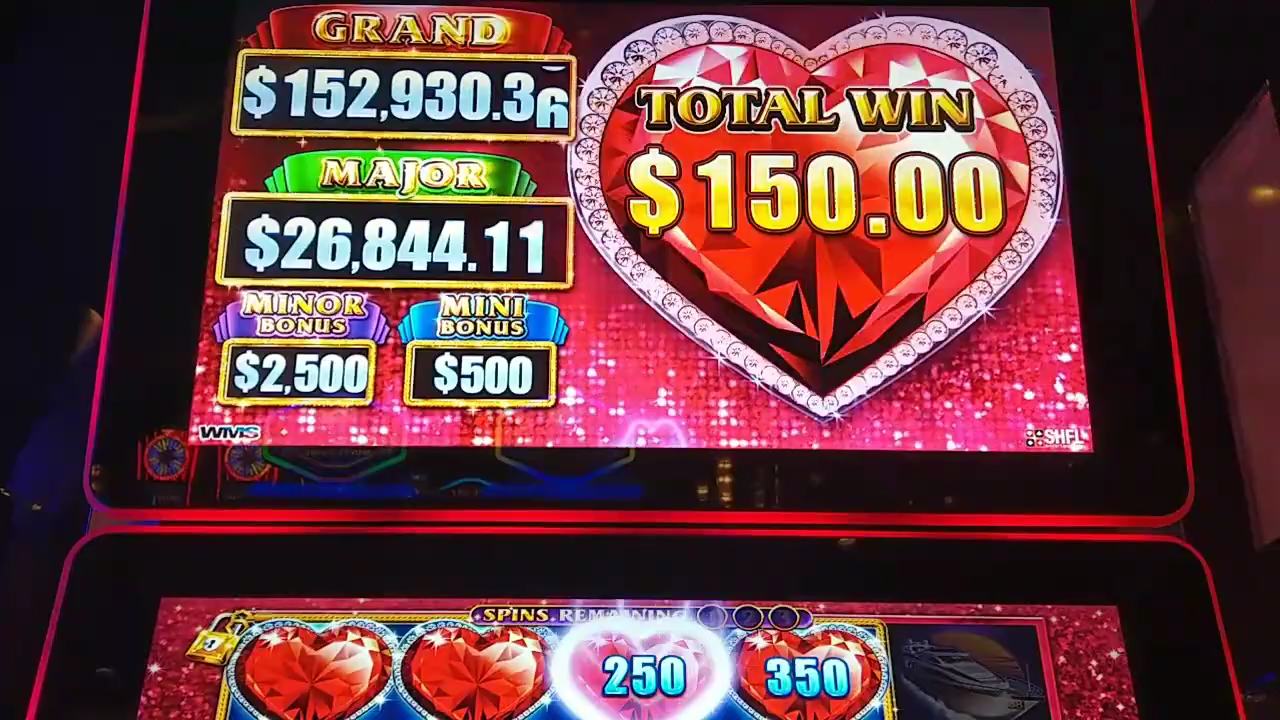 GRAND
$152,930.36
MAJOR
$26,844.11
MINOR
BONUS
$2,500
MINI
BONUS
$500
TOTAL WIN
$150.00
WMS
SHFL
SPINS REMAINING 1 2 3
250
350